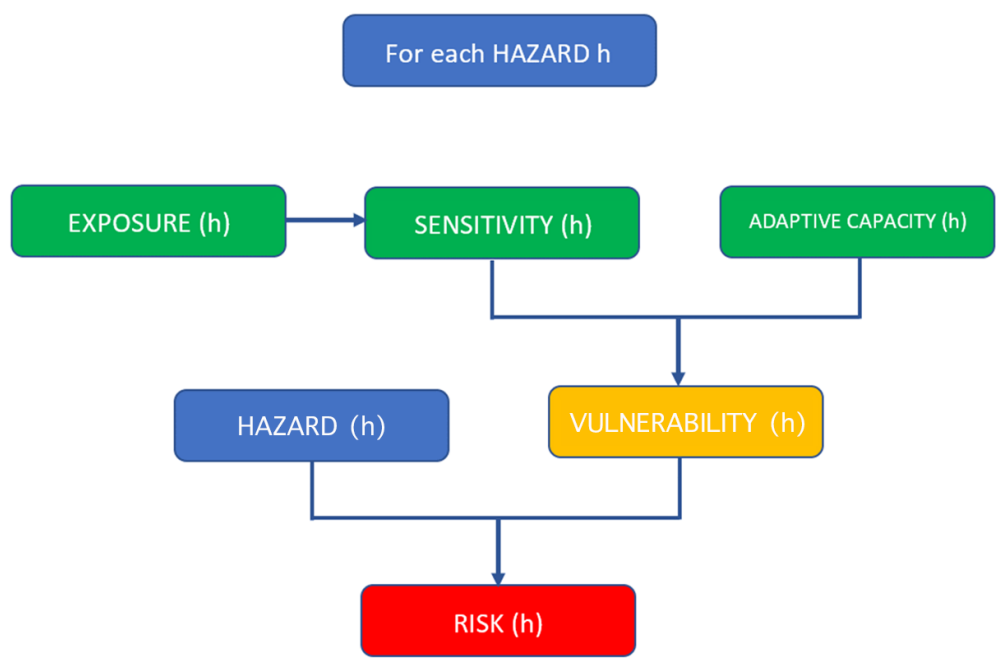 For each HAZARD h
EXPOSURE (h)
SENSITIVITY (h)
ADAPTIVE CAPACITY (h)
HAZARD (h)
VULNERABILITY (h)
RISK (h)